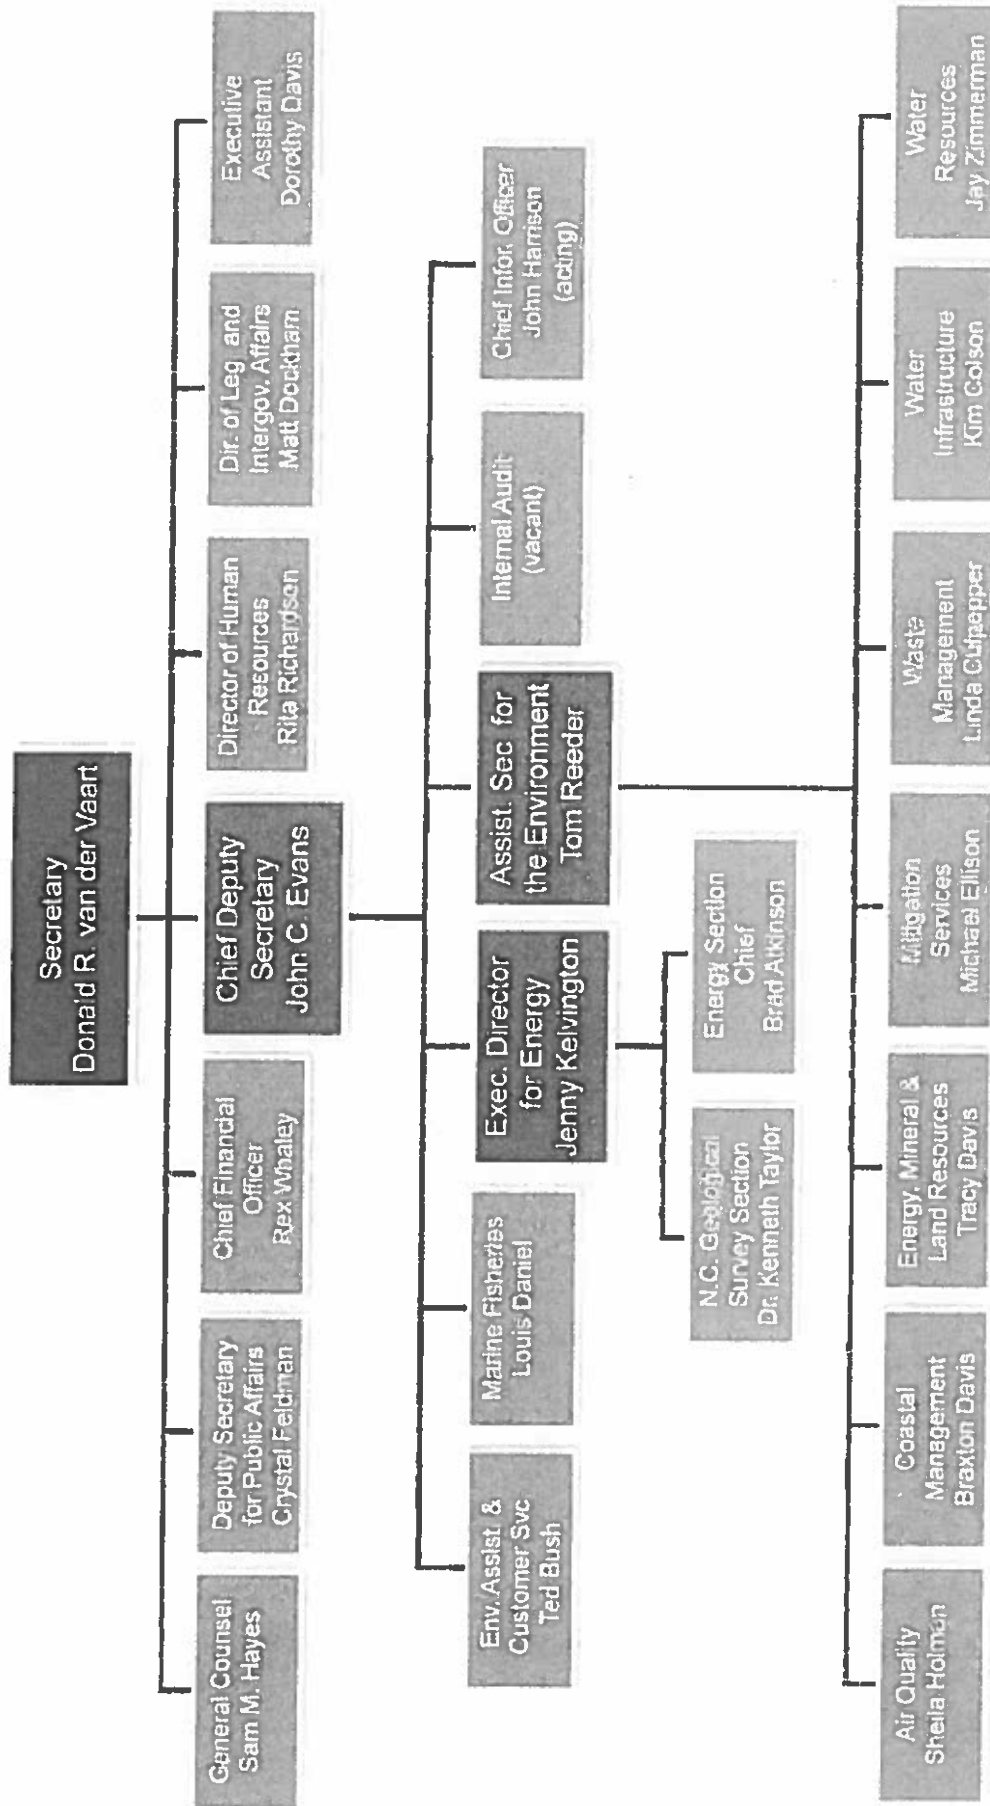 Secretary
Donald R. van der Vaart
General Counsel
Sam M. Hayes
Deputy Secretary
for Public Affairs
Crystal Feldman
Chief Financial
Officer
Rex Whaley
Chief Deputy
Secretary
John C. Evans
Director of Human
Resources
Rita Richardson
Dir. of Leg. and
Intergov. Affairs
Matt Dockham
Executive
Assistant
Dorothy Davis
Env. Assist. &
Customer Svc
Ted Bush
Marine Fisheries
Louis Daniel
Exec. Director
for Energy
Jenny Kelvington
Assist. Sec for
the Environment
Tom Reeder
Internal Audit
(vacant)
Chief Infor. Officer
John Harrison
(acting)
N.C. Geological
Survey Section
Dr. Kenneth Taylor
Energy Section
Chief
Brad Atkinson
Air Quality
Sheila Holman
Coastal
Management
Braxton Davis
Energy, Mineral &
Land Resources
Tracy Davis
Mitigation
Services
Michael Ellison
Waste
Management
Linda Culpepper
Water
Infrastructure
Kim Colson
Water
Resources
Jay Zimmerman